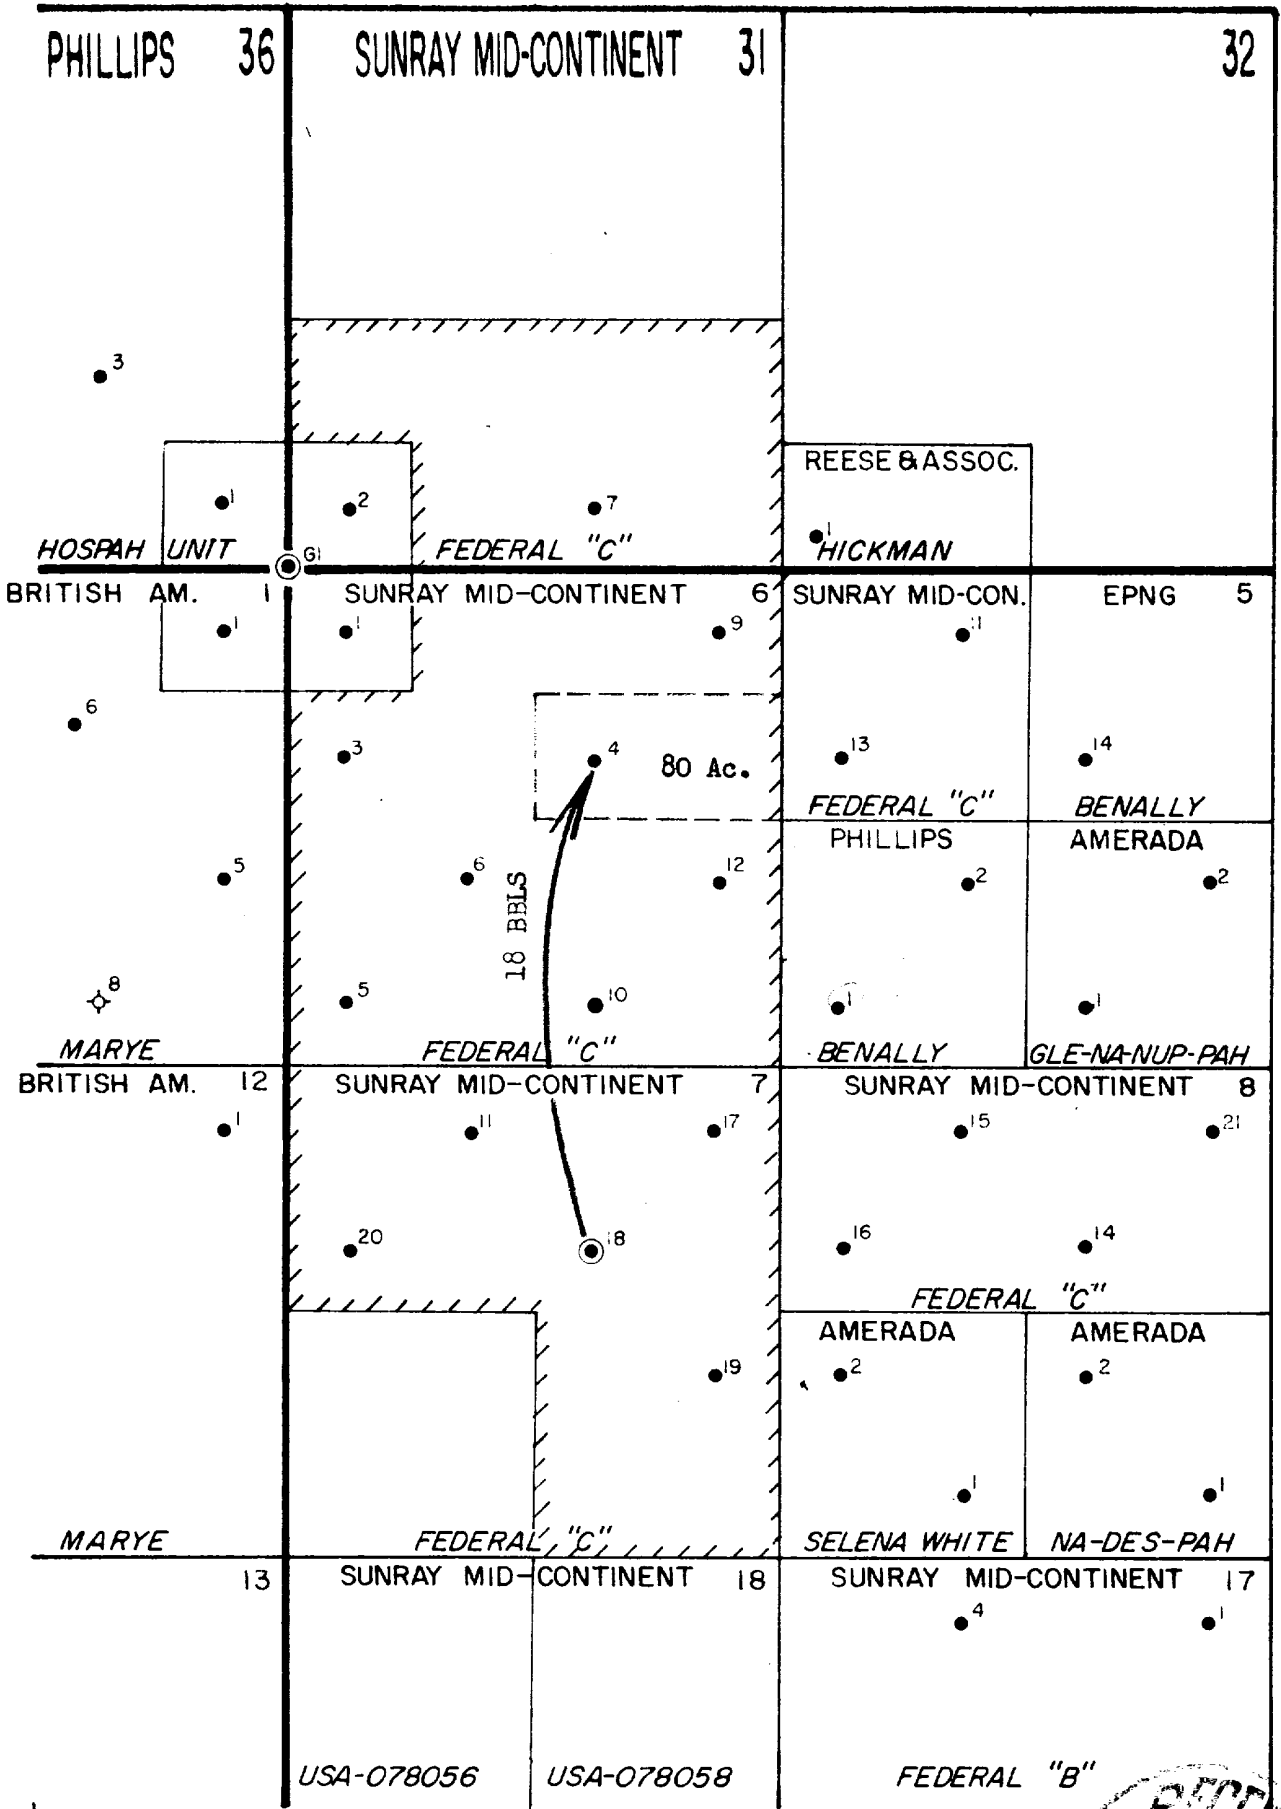 PHILLIPS 36 SUNRAY MID-CONTINENT 31 32
3
REESE & ASSOC.
1 2 7 1
HOSPAH UNIT G1 FEDERAL "C" HICKMAN
BRITISH AM. 1 SUNRAY MID-CONTINENT 6 SUNRAY MID-CON. EPNG 5
1 1 9 11
6
3 4 80 Ac. 13 14
FEDERAL "C" BENALLY
PHILLIPS AMERADA
5 6 12 2 2
18 BBLS
8 5 10 1 1
MARYE FEDERAL "C" BENALLY GLE-NA-NUP-PAH
BRITISH AM. 12 SUNRAY MID-CONTINENT 7 SUNRAY MID-CONTINENT 8
1 11 17 15 21
20 18 16 14
FEDERAL "C"
AMERADA AMERADA
19 2 2
1 1
MARYE FEDERAL "C" SELENA WHITE NA-DES-PAH
13 SUNRAY MID-CONTINENT 18 SUNRAY MID-CONTINENT 17
4 1
USA-078056 USA-078058 FEDERAL "B"